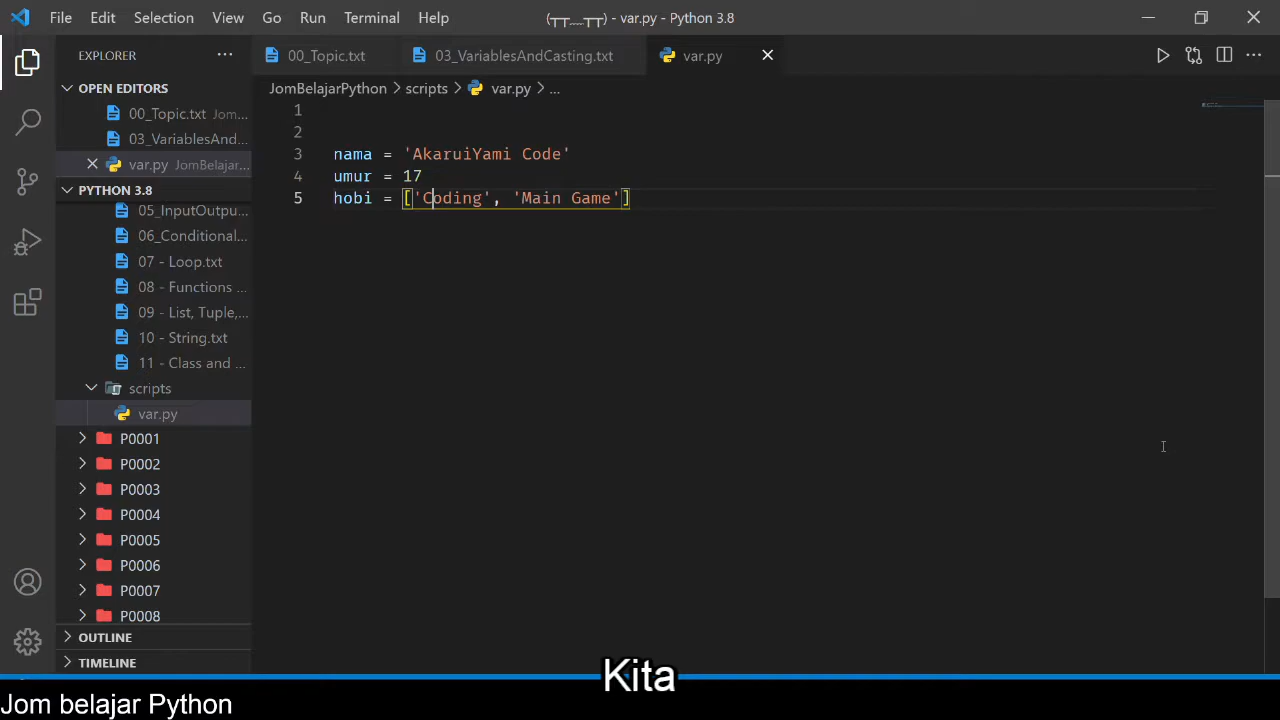 File Edit Selection View Go Run Terminal Help (┬┬﹏┬┬) - var.py - Python 3.8
EXPLORER
00_Topic.txt 03_VariablesAndCasting.txt var.py
OPEN EDITORS
00_Topic.txt Jom...
03_VariablesAnd...
var.py JomBelajar...
PYTHON 3.8
05_InputOutpu...
06_Conditional...
07 - Loop.txt
08 - Functions ...
09 - List, Tuple,...
10 - String.txt
11 - Class and ...
scripts
var.py
P0001
P0002
P0003
P0004
P0005
P0006
P0007
P0008
OUTLINE
TIMELINE
JomBelajarPython > scripts > var.py > ...
1
2
3 nama = 'AkaruiYami Code'
4 umur = 17
5 hobi = ['Coding', 'Main Game']
Kita
Jom belajar Python